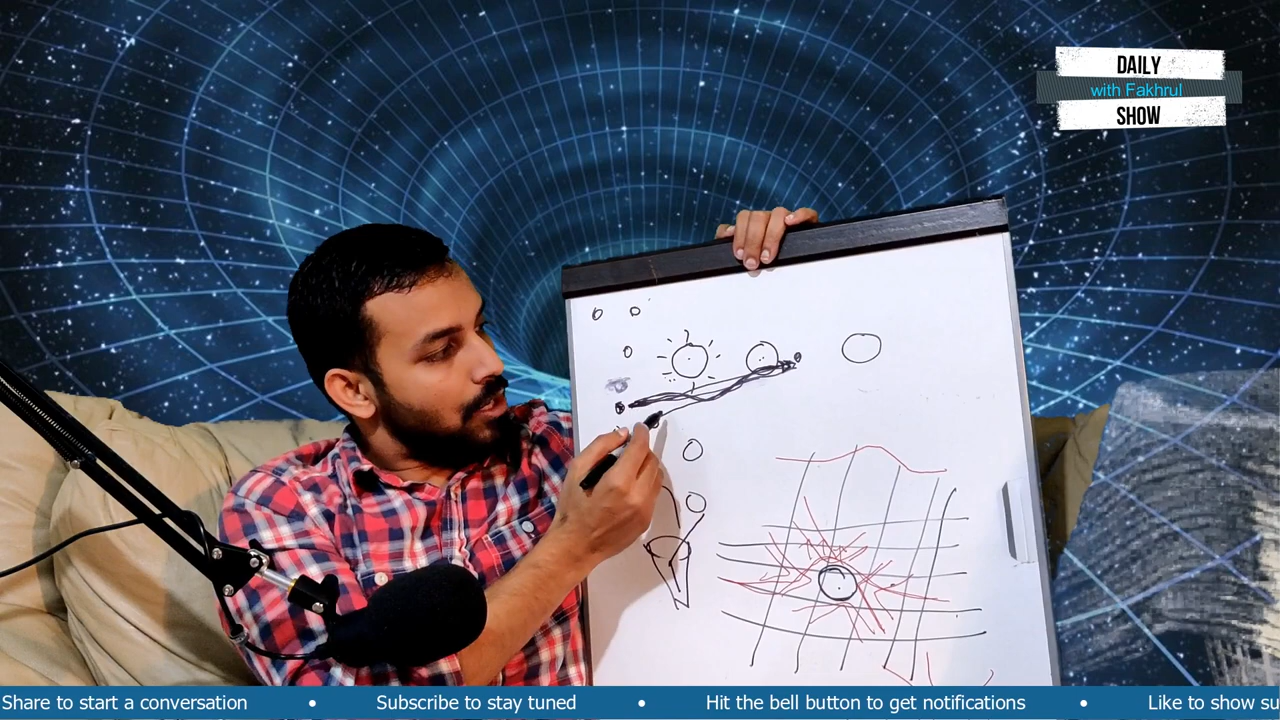 DAILY
with Fakhrul
SHOW
Share to start a conversation • Subscribe to stay tuned • Hit the bell button to get notifications • Like to show su